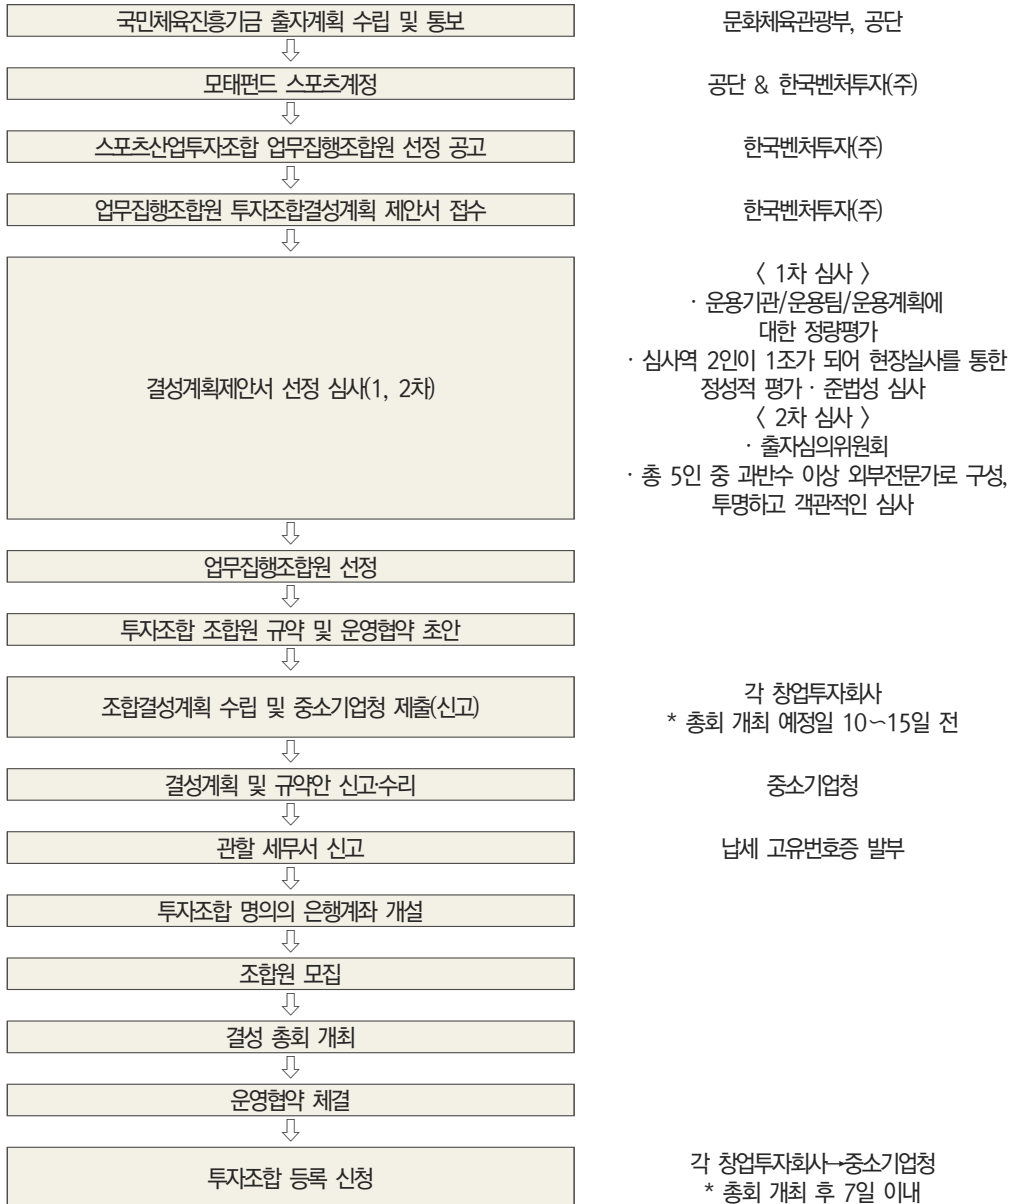 국민체육진흥기금 출자계획 수립 및 통보
문화체육관광부, 공단
모태펀드 스포츠계정
공단 & 한국벤처투자(주)
스포츠산업투자조합 업무집행조합원 선정 공고
한국벤처투자(주)
업무집행조합원 투자조합결성계획 제안서 접수
한국벤처투자(주)
결성계획제안서 선정 심사(1, 2차)
〈 1차 심사 〉
· 운용기관/운용팀/운용계획에
대한 정량평가
· 심사역 2인이 1조가 되어 현장실사를 통한
정성적 평가 · 준법성 심사
〈 2차 심사 〉
· 출자심의위원회
· 총 5인 중 과반수 이상 외부전문가로 구성,
투명하고 객관적인 심사
업무집행조합원 선정
투자조합 조합원 규약 및 운영협약 초안
조합결성계획 수립 및 중소기업청 제출(신고)
각 창업투자회사
* 총회 개최 예정일 10∼15일 전
결성계획 및 규약안 신고·수리
중소기업청
관할 세무서 신고
납세 고유번호증 발부
투자조합 명의의 은행계좌 개설
조합원 모집
결성 총회 개최
운영협약 체결
투자조합 등록 신청
각 창업투자회사→중소기업청
* 총회 개최 후 7일 이내